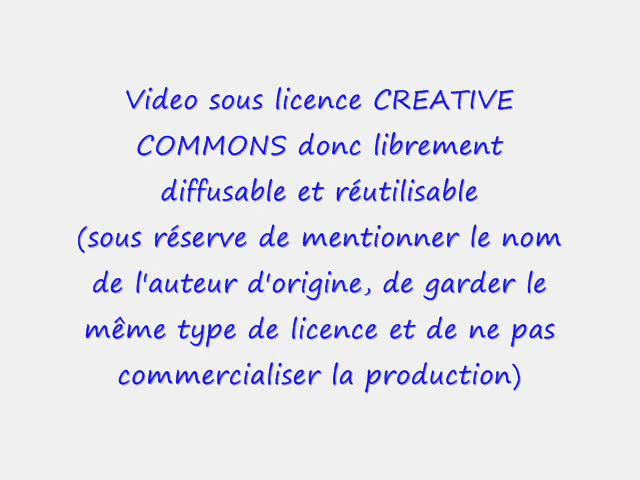 Video sous licence CREATIVE
COMMONS donc librement
diffusable et réutilisable
(sous réserve de mentionner le nom
de l'auteur d'origine, de garder le
même type de licence et de ne pas
commercialiser la production)